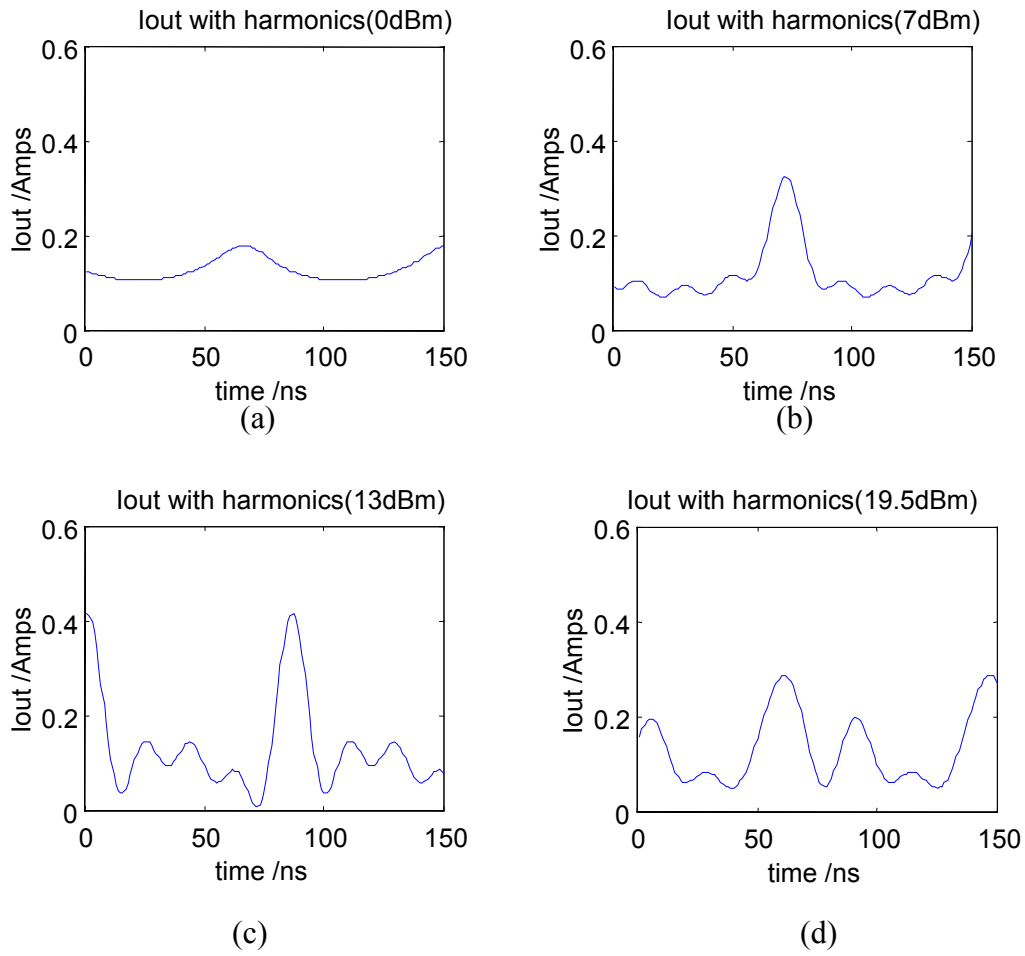 Iout with harmonics(0dBm)
0.6
0.4
0.2
0
Iout /Amps
0 50 100 150
time /ns
(a)
Iout with harmonics(7dBm)
0.6
0.4
0.2
0
Iout /Amps
0 50 100 150
time /ns
(b)
Iout with harmonics(13dBm)
0.6
0.4
0.2
0
Iout /Amps
0 50 100 150
time /ns
(c)
Iout with harmonics(19.5dBm)
0.6
0.4
0.2
0
Iout /Amps
0 50 100 150
time /ns
(d)